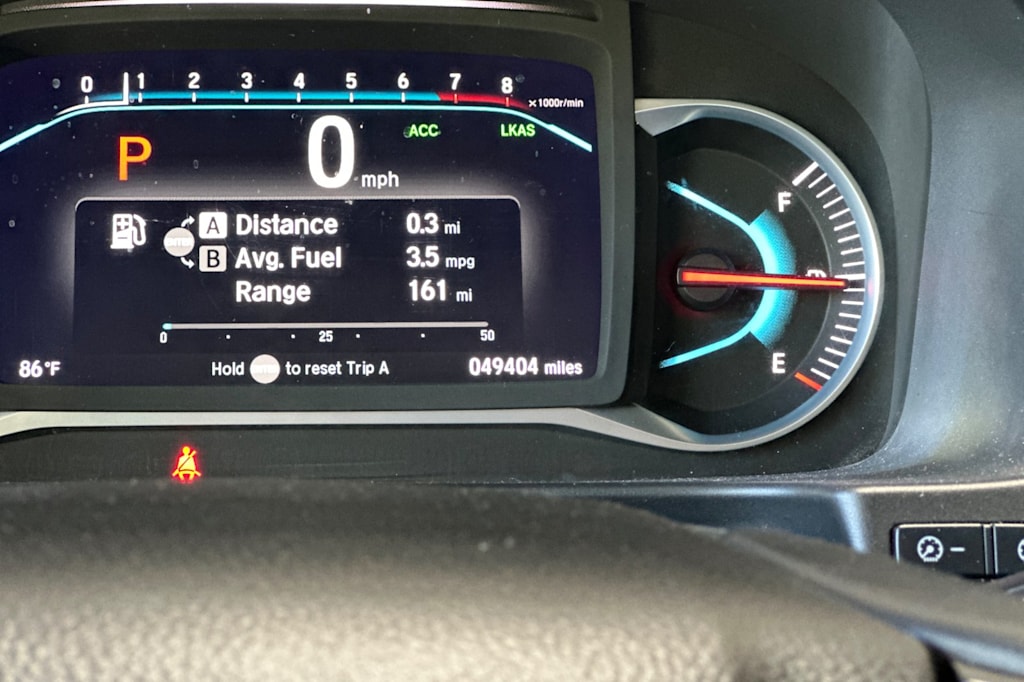 0 1 2 3 4 5 6 7 8
x1000r/min
ACC LKAS
P 0 mph
F
A Distance 0.3 mi
B Avg. Fuel 3.5 mpg
Range 161 mi
0 25 50
E
86°F Hold ENTER to reset Trip A 049404 miles